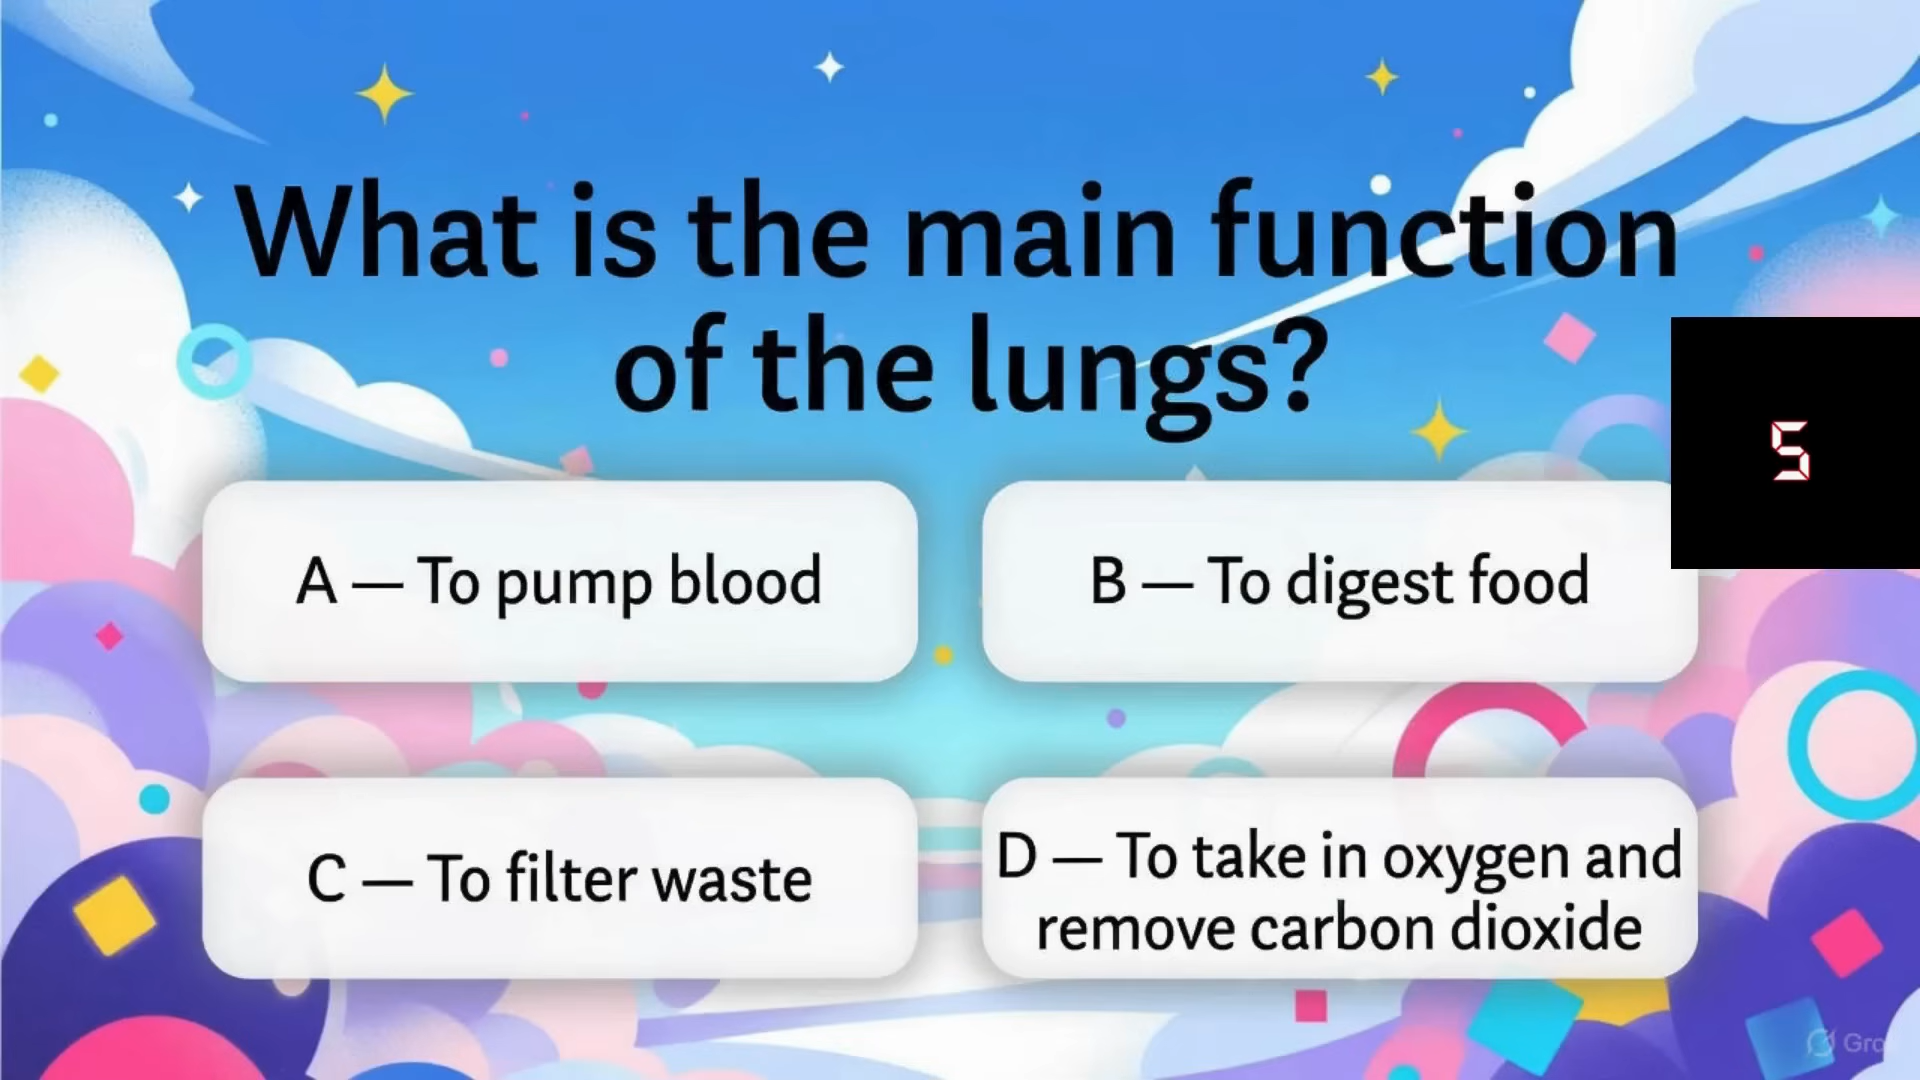 What is the main function
of the lungs?
5
A — To pump blood
B — To digest food
C — To filter waste
D — To take in oxygen and
remove carbon dioxide